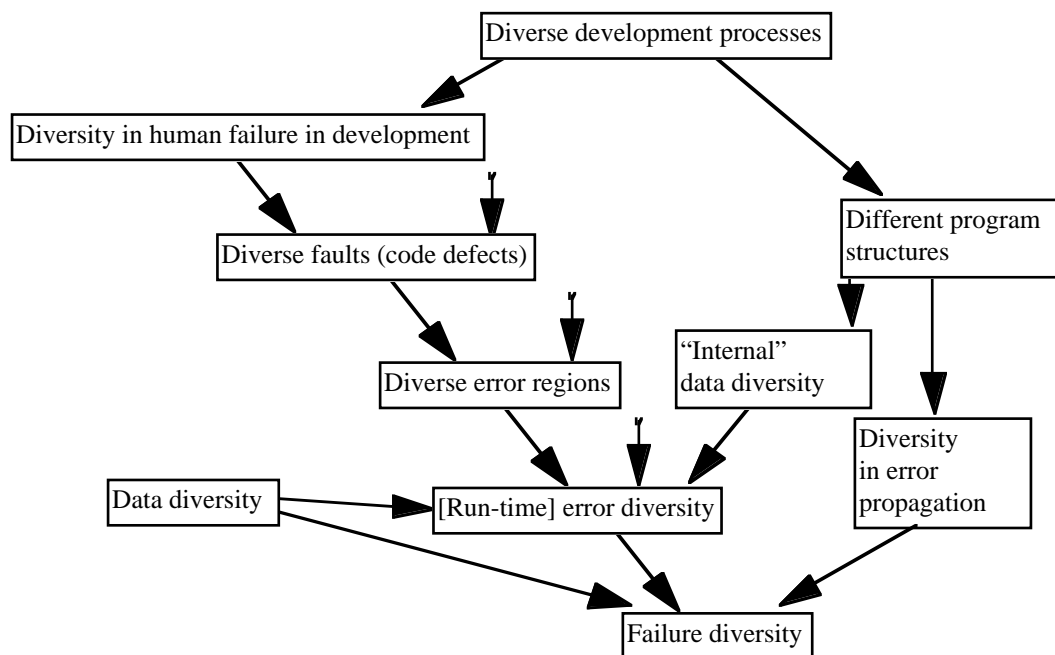 Diverse development processes
Diversity in human failure in development
Different program
structures
Diverse faults (code defects)
“Internal”
data diversity
Diverse error regions
Diversity
in error
propagation
Data diversity
[Run-time] error diversity
Failure diversity